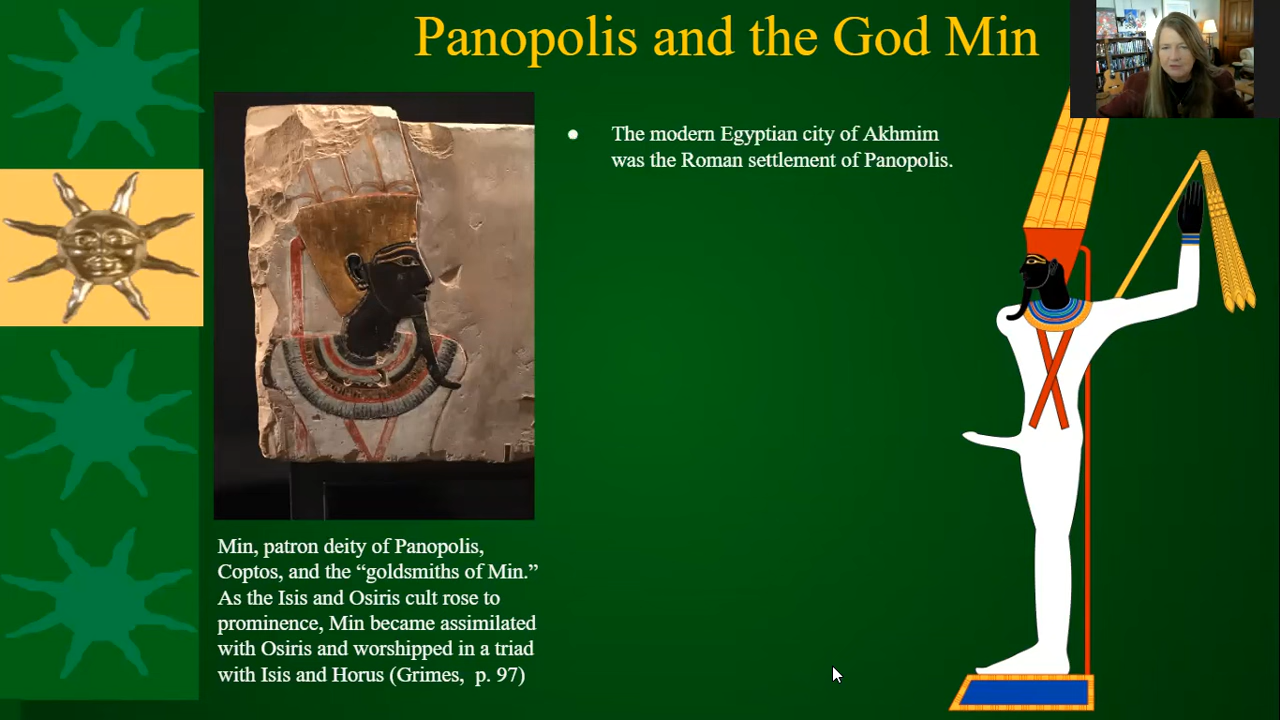 Panopolis and the God Min
● The modern Egyptian city of Akhmim
was the Roman settlement of Panopolis.
Min, patron deity of Panopolis,
Coptos, and the “goldsmiths of Min.”
As the Isis and Osiris cult rose to
prominence, Min became assimilated
with Osiris and worshipped in a triad
with Isis and Horus (Grimes,  p. 97)